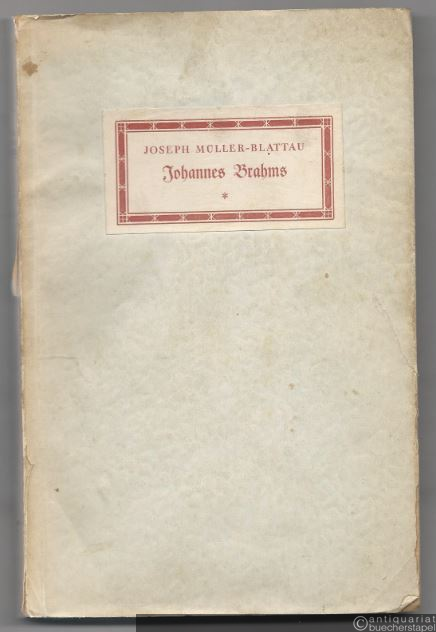 JOSEPH MÜLLER-BLATTAU
Johannes Brahms
*
©antiquariat
buecherstapel